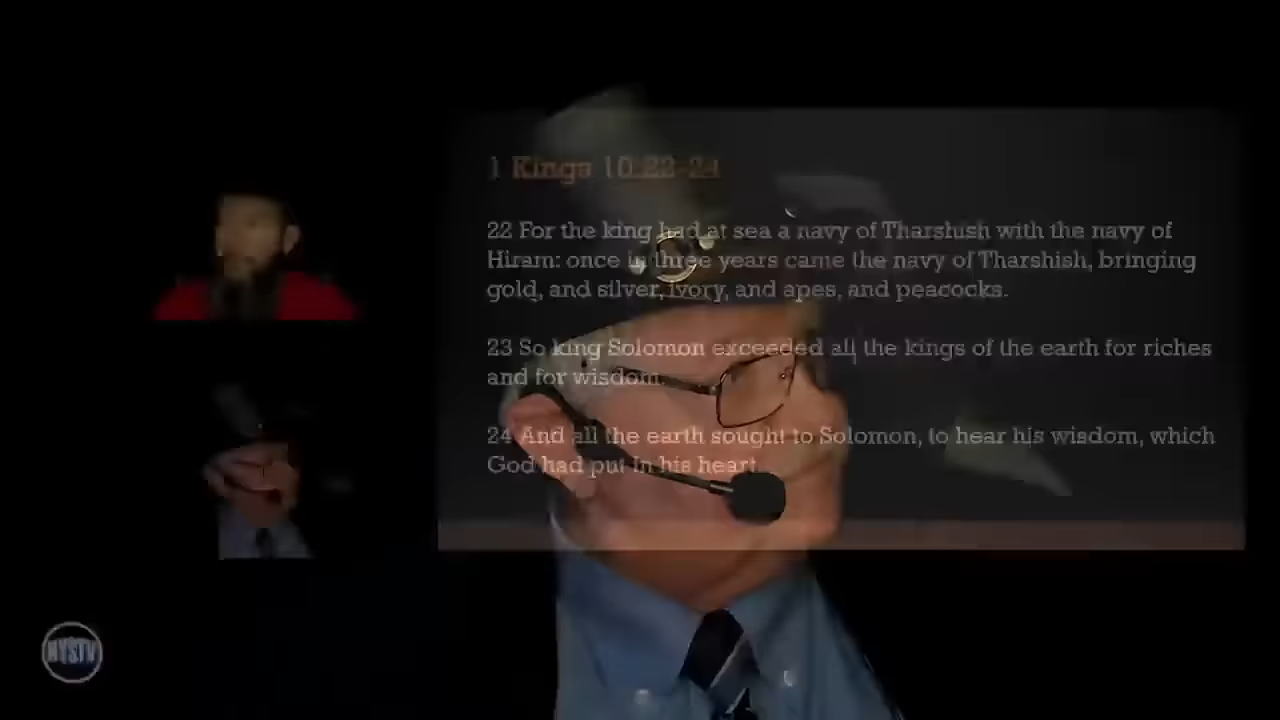 1 Kings 10:22-24
22 For the king had at sea a navy of Tharshish with the navy of
Hiram: once in three years came the navy of Tharshish, bringing
gold, and silver, ivory, and apes, and peacocks.
23 So king Solomon exceeded all the kings of the earth for riches
and for wisdom.
24 And all the earth sought to Solomon, to hear his wisdom, which
God had put in his heart.
NYSTV